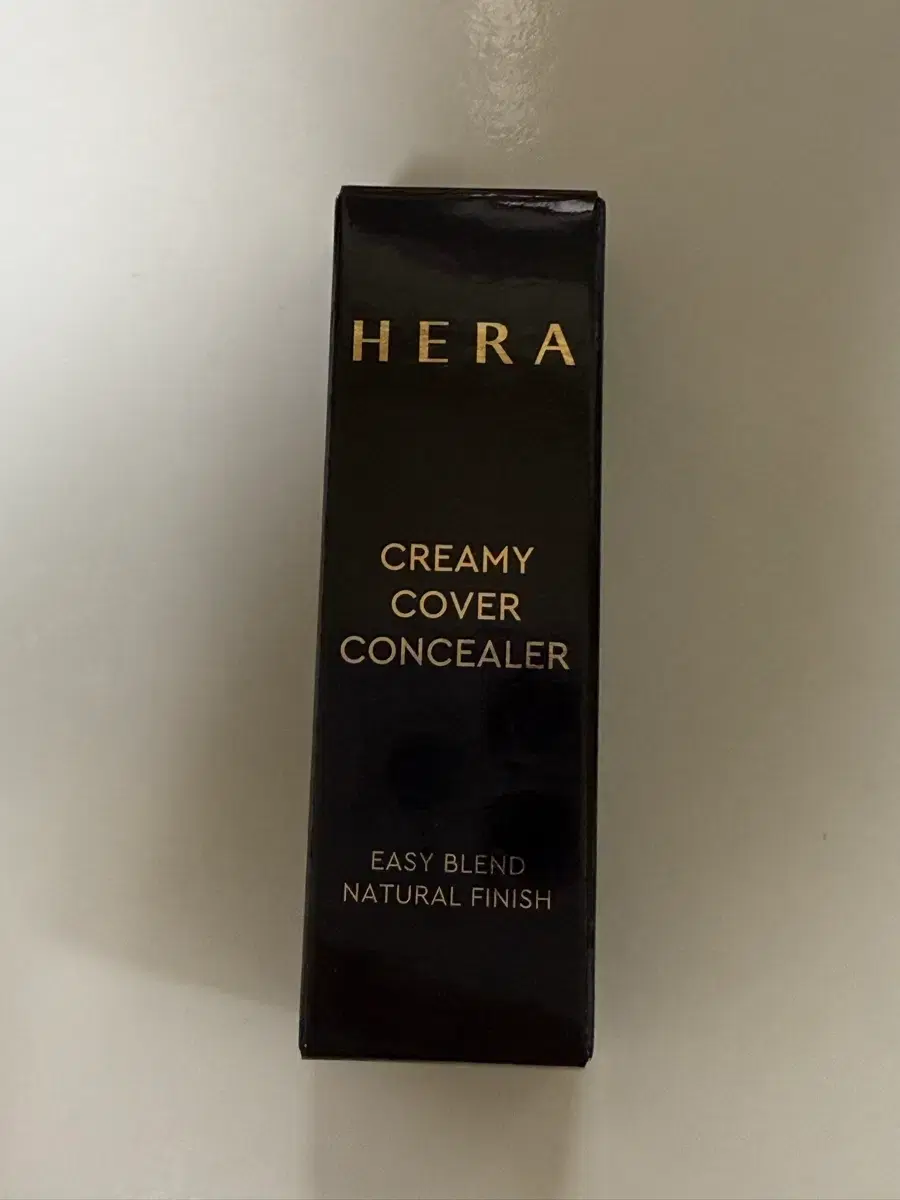 HERA
CREAMY
COVER
CONCEALER
EASY BLEND
NATURAL FINISH